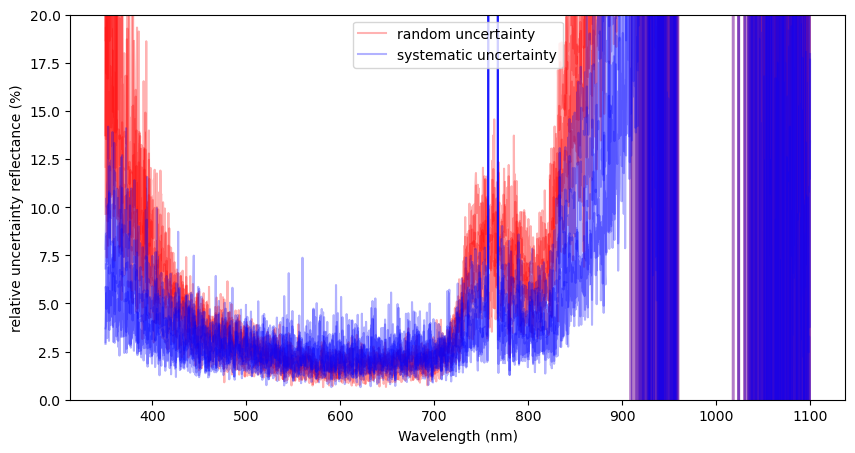 20.0
17.5
15.0
12.5
10.0
7.5
5.0
2.5
0.0
relative uncertainty reflectance (%)
random uncertainty
systematic uncertainty
400 500 600 700 800 900 1000 1100
Wavelength (nm)